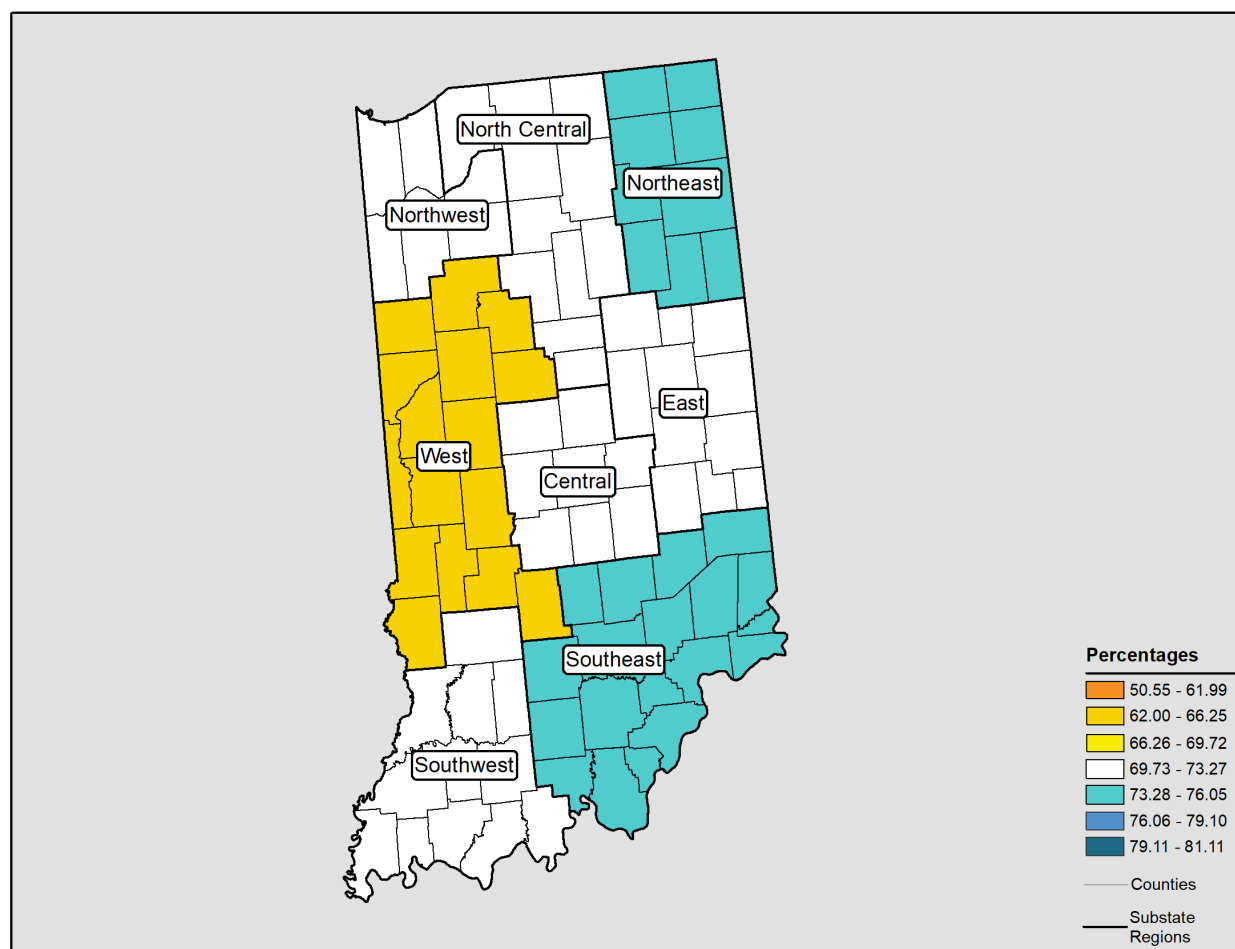 North Central
Northeast
Northwest
East
West
Central
Southeast
Southwest
Percentages
50.55 - 61.99
62.00 - 66.25
66.26 - 69.72
69.73 - 73.27
73.28 - 76.05
76.06 - 79.10
79.11 - 81.11
Counties
Substate
Regions